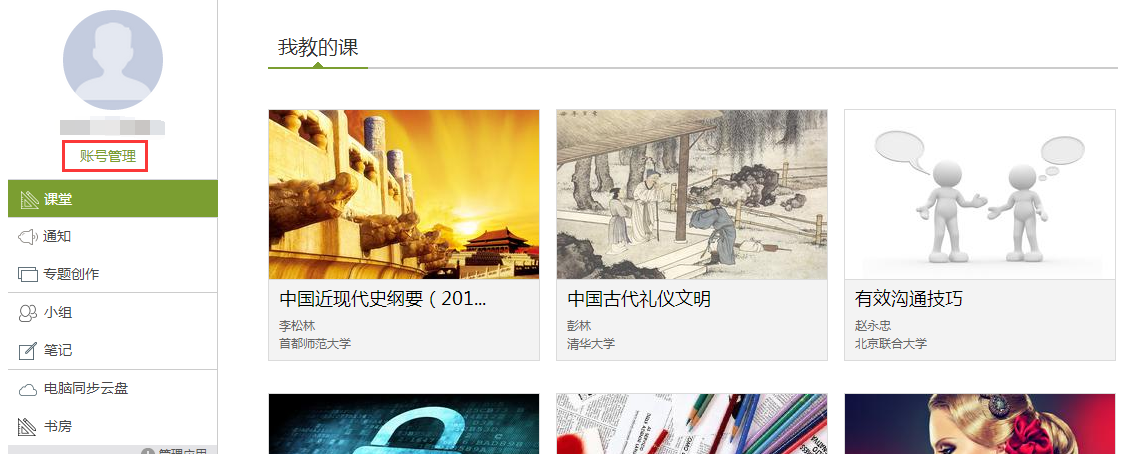 账号管理
课堂
通知
专题创作
小组
笔记
电脑同步云盘
书房
管理应用
我教的课
中国近现代史纲要（201...
李松林
首都师范大学
中国古代礼仪文明
彭林
清华大学
有效沟通技巧
赵永忠
北京联合大学